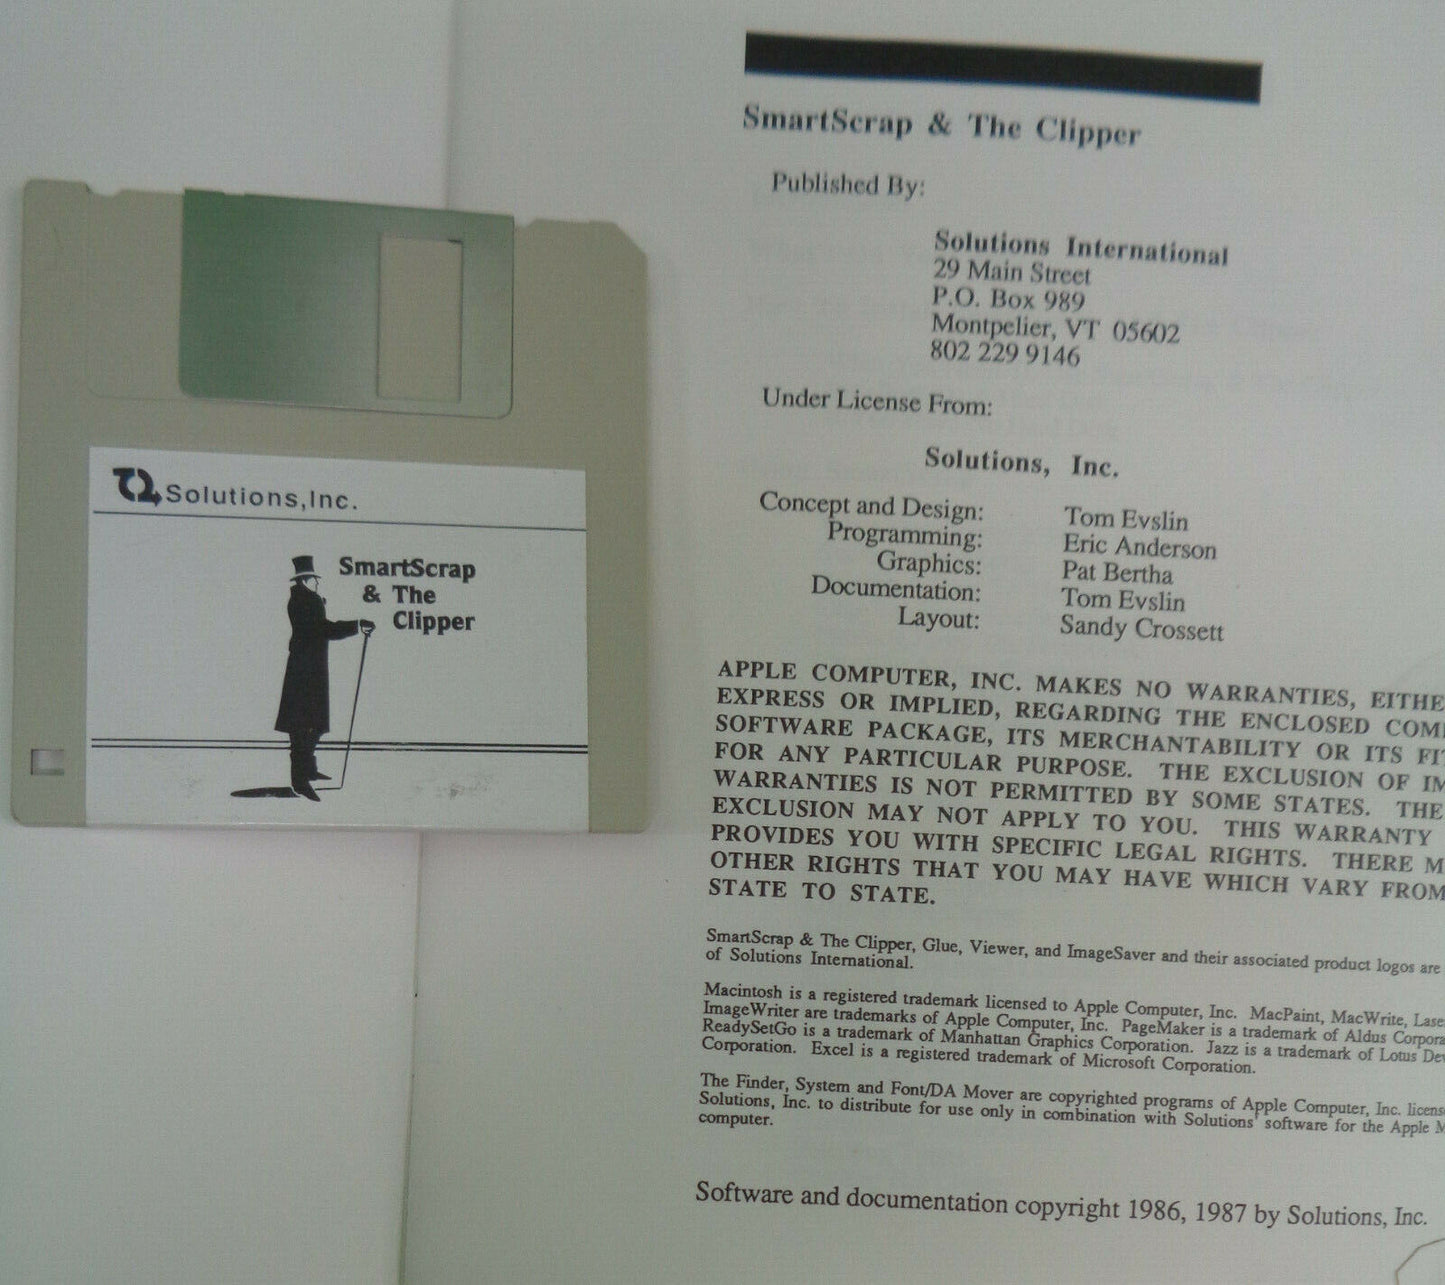 Solutions,Inc.
SmartScrap
& The
Clipper
SmartScrap & The Clipper
Published By:
Solutions International
29 Main Street
P.O. Box 989
Montpelier, VT 05602
802 229 9146
Under License From:
Solutions, Inc.
Concept and Design: Tom Evslin
Programming: Eric Anderson
Graphics: Pat Bertha
Documentation: Tom Evslin
Layout: Sandy Crossett
APPLE COMPUTER, INC. MAKES NO WARRANTIES,
EXPRESS OR IMPLIED, REGARDING THE ENCLOSED
SOFTWARE PACKAGE, ITS MERCHANTABILITY OR ITS
FOR ANY PARTICULAR PURPOSE. THE EXCLUSION OF
WARRANTIES IS NOT PERMITTED BY SOME STATES. THE
EXCLUSION MAY NOT APPLY TO YOU. THIS WARRANTY
PROVIDES YOU WITH SPECIFIC LEGAL RIGHTS. THERE
OTHER RIGHTS THAT YOU MAY HAVE WHICH VARY FROM
STATE TO STATE.
SmartScrap & The Clipper, Glue, Viewer, and ImageSaver and their associated product logos are
of Solutions International.
Macintosh is a registered trademark licensed to Apple Computer, Inc. MacPaint, MacWrite,
ImageWriter are trademarks of Apple Computer, Inc. PageMaker is a trademark of Aldus
ReadySetGo is a trademark of Manhattan Graphics Corporation. Jazz is a trademark of Lotus
Corporation. Excel is a registered trademark of Microsoft Corporation.
The Finder, System and Font/DA Mover are copyrighted programs of Apple Computer, Inc.
Solutions, Inc. to distribute for use only in combination with Solutions' software for the Apple
computer.
Software and documentation copyright 1986, 1987 by Solutions, Inc.